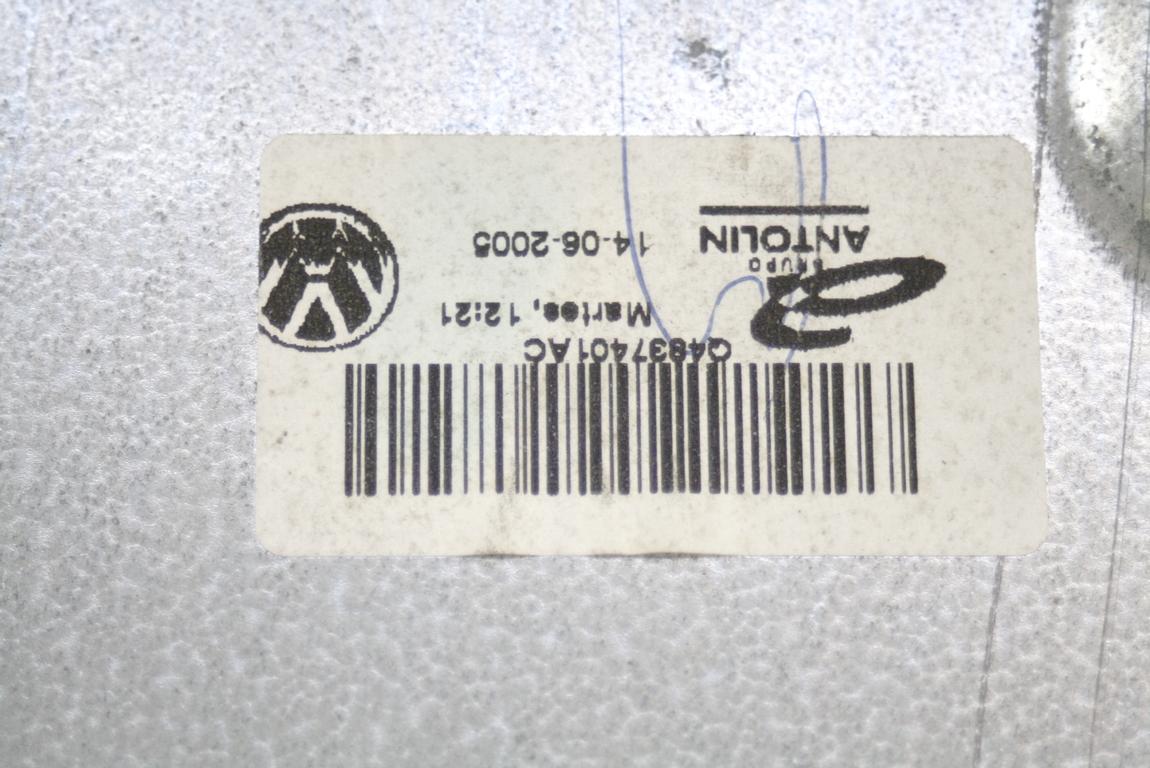 Q4837401AC
Martes, 12:21
14-06-2005
GRUPO
ANTOLIN